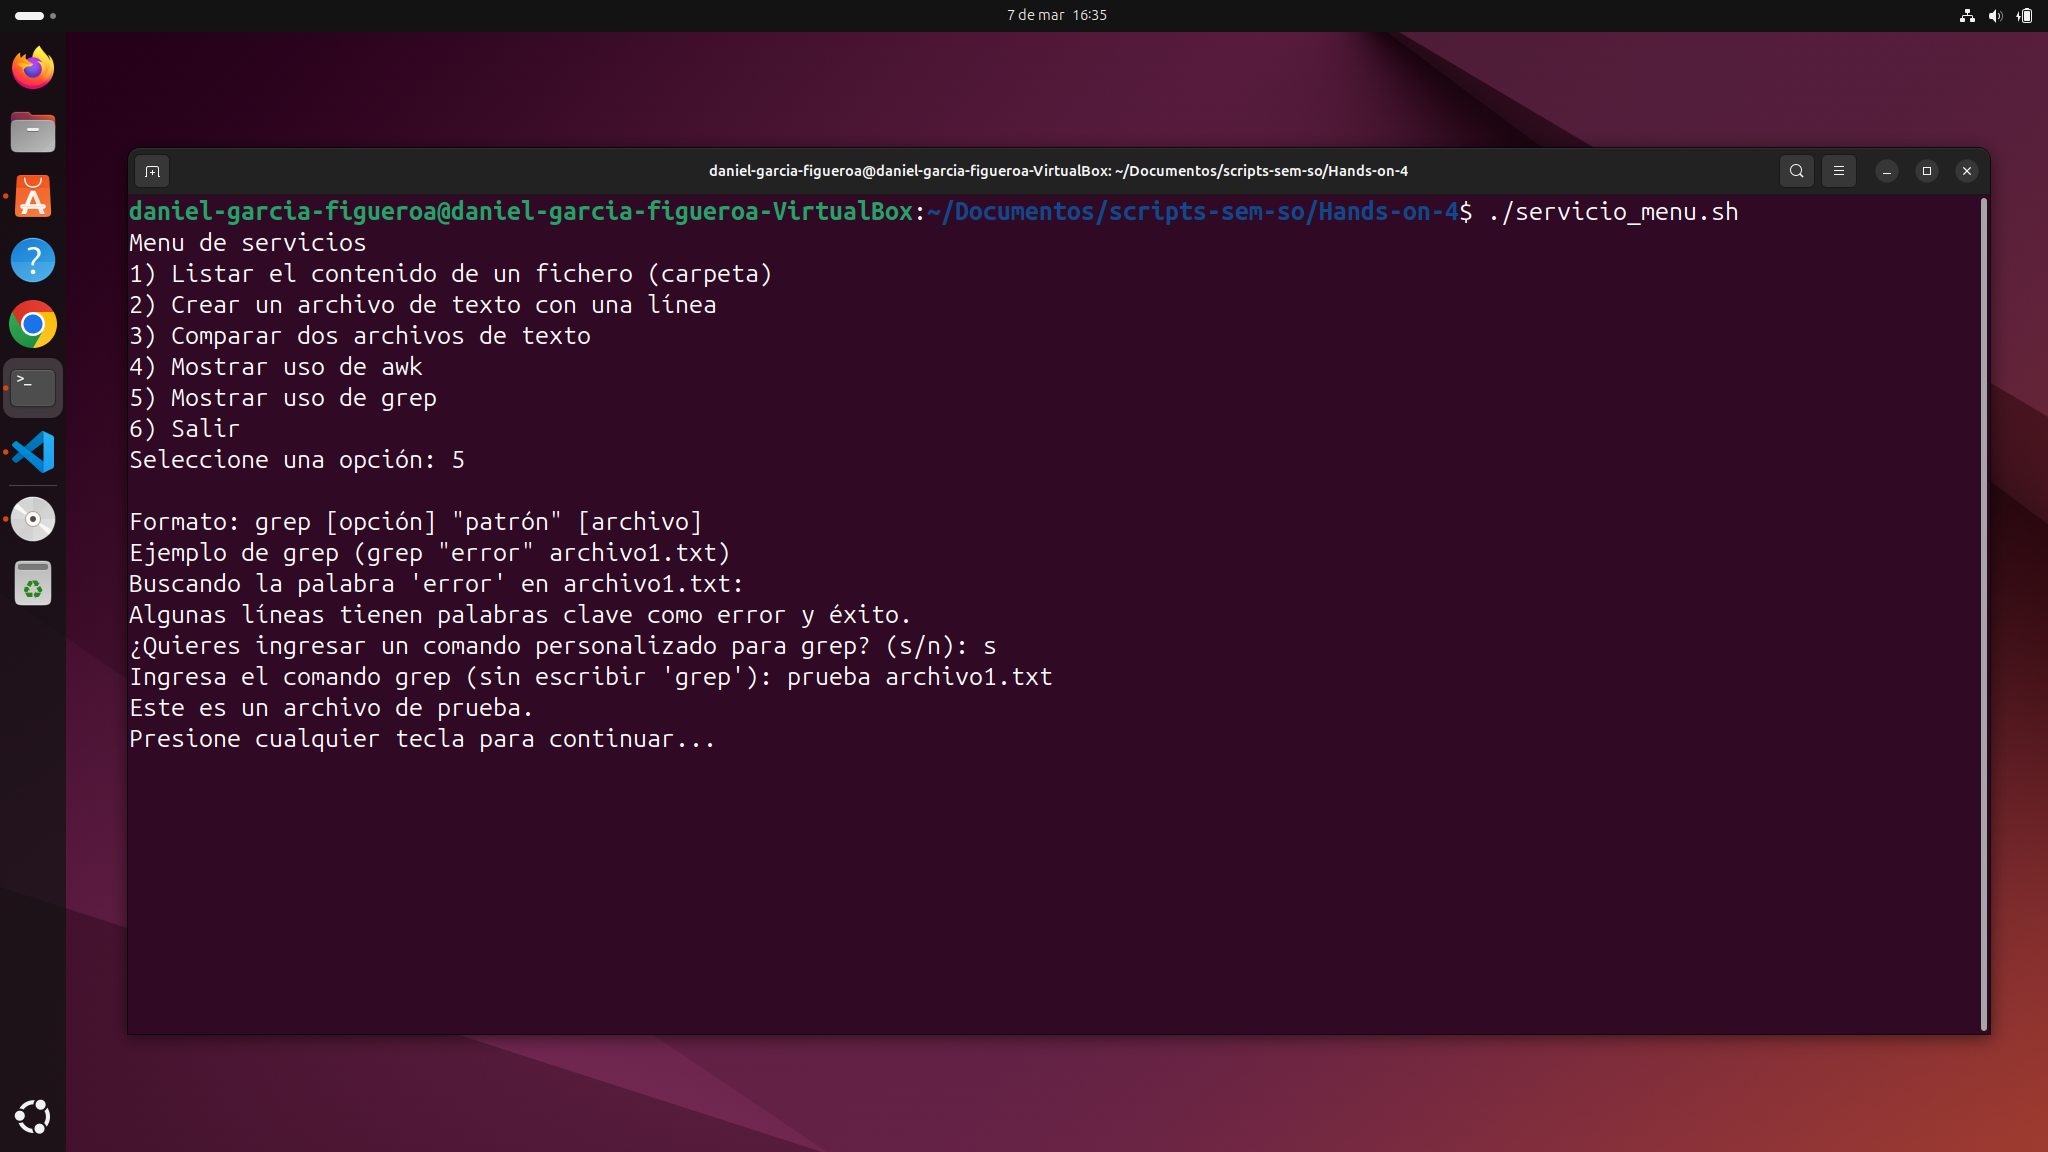 7 de mar 16:35
daniel-garcia-figueroa@daniel-garcia-figueroa-VirtualBox: ~/Documentos/scripts-sem-so/Hands-on-4
daniel-garcia-figueroa@daniel-garcia-figueroa-VirtualBox:~/Documentos/scripts-sem-so/Hands-on-4$ ./servicio_menu.sh
Menu de servicios
1) Listar el contenido de un fichero (carpeta)
2) Crear un archivo de texto con una línea
3) Comparar dos archivos de texto
4) Mostrar uso de awk
5) Mostrar uso de grep
6) Salir
Seleccione una opción: 5
Formato: grep [opción] "patrón" [archivo]
Ejemplo de grep (grep "error" archivo1.txt)
Buscando la palabra 'error' en archivo1.txt:
Algunas líneas tienen palabras clave como error y éxito.
¿Quieres ingresar un comando personalizado para grep? (s/n): s
Ingresa el comando grep (sin escribir 'grep'): prueba archivo1.txt
Este es un archivo de prueba.
Presione cualquier tecla para continuar...